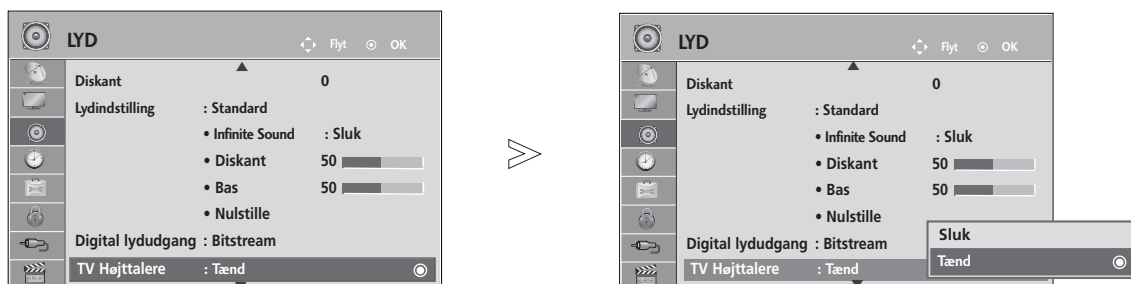 LYD Flyt OK
Diskant 0
Lydindstilling : Standard
• Infinite Sound : Sluk
• Diskant 50
• Bas 50
• Nulstille
Digital lydudgang : Bitstream
TV Højttalere : Tænd
LYD Flyt OK
Diskant 0
Lydindstilling : Standard
• Infinite Sound : Sluk
• Diskant 50
• Bas 50
• Nulstille
Digital lydudgang : Bitstream
TV Højttalere : Tænd
Sluk
Tænd